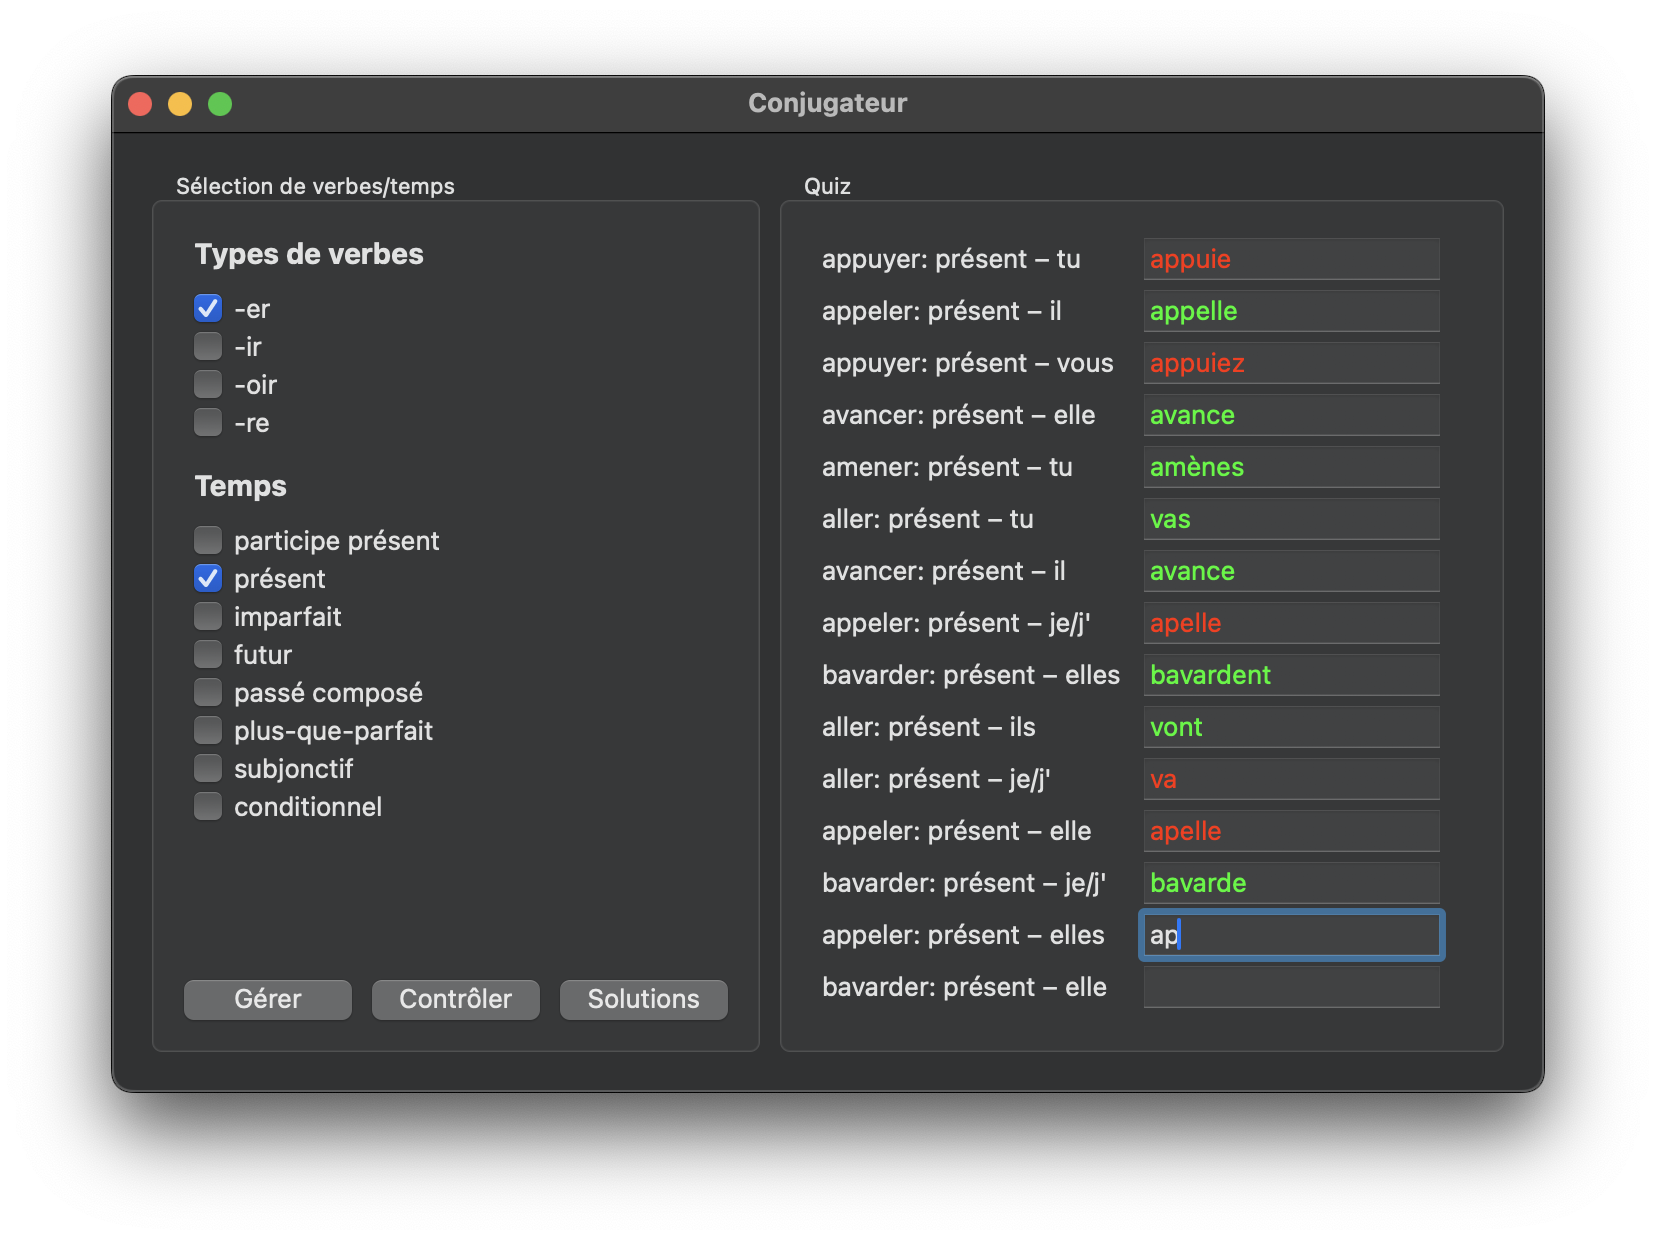 Conjugateur
Sélection de verbes/temps
Types de verbes
-er
-ir
-oir
-re
Temps
participe présent
présent
imparfait
futur
passé composé
plus-que-parfait
subjonctif
conditionnel
Gérer Contrôler Solutions
Quiz
appuyer: présent – tu appuie
appeler: présent – il appelle
appuyer: présent – vous appuiez
avancer: présent – elle avance
amener: présent – tu amènes
aller: présent – tu vas
avancer: présent – il avance
appeler: présent – je/j' apelle
bavarder: présent – elles bavardent
aller: présent – ils vont
aller: présent – je/j' va
appeler: présent – elle apelle
bavarder: présent – je/j' bavarde
appeler: présent – elles ap
bavarder: présent – elle